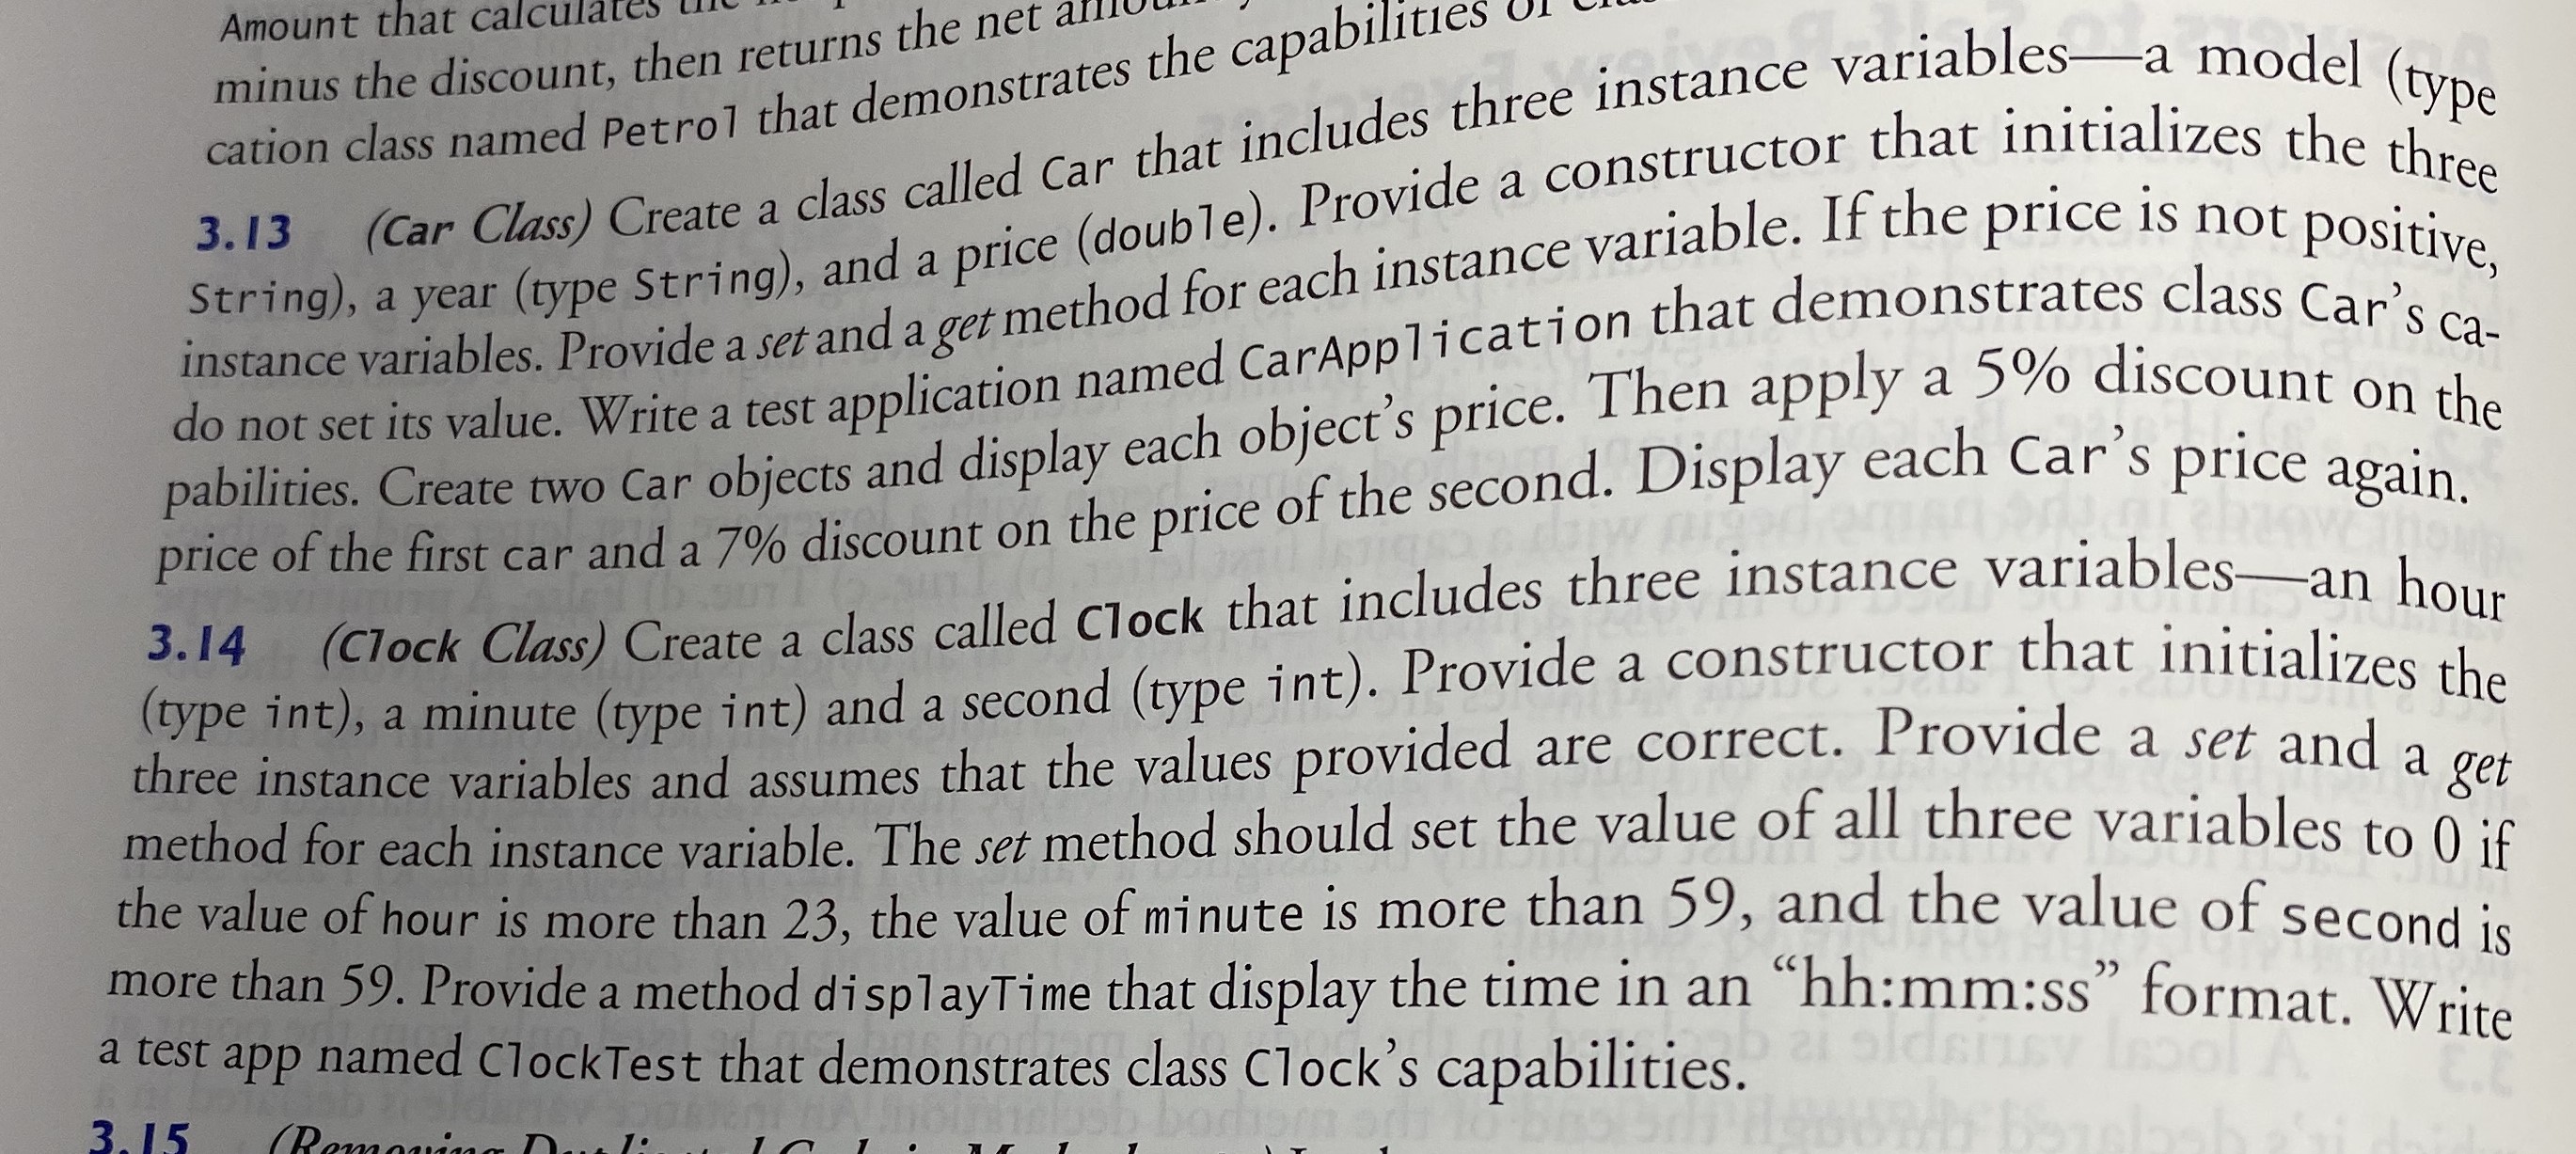 Amount that calculates the
minus the discount, then returns the net
cation class named Petrol that demonstrates the capabilities of
3.13 (Car Class) Create a class called Car that includes three instance variables—a model (type
String), a year (type String), and a price (double). Provide a constructor that initializes the three
instance variables. Provide a set and a get method for each instance variable. If the price is not positive,
do not set its value. Write a test application named CarApplication that demonstrates class Car's ca-
pabilities. Create two Car objects and display each object's price. Then apply a 5% discount on the
price of the first car and a 7% discount on the price of the second. Display each Car's price again.
3.14 (Clock Class) Create a class called Clock that includes three instance variables—an hour
(type int), a minute (type int) and a second (type int). Provide a constructor that initializes the
three instance variables and assumes that the values provided are correct. Provide a set and a get
method for each instance variable. The set method should set the value of all three variables to 0 if
the value of hour is more than 23, the value of minute is more than 59, and the value of second is
more than 59. Provide a method displayTime that display the time in an “hh:mm:ss” format. Write
a test app named ClockTest that demonstrates class Clock's capabilities.
3.15 (Removing Duplicated Code in